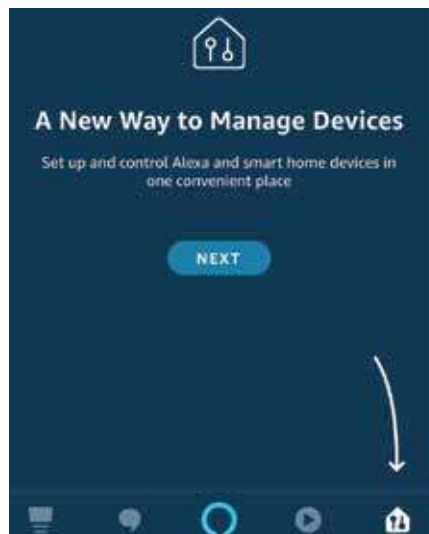 A New Way to Manage Devices
Set up and control Alexa and smart home devices in
one convenient place
NEXT